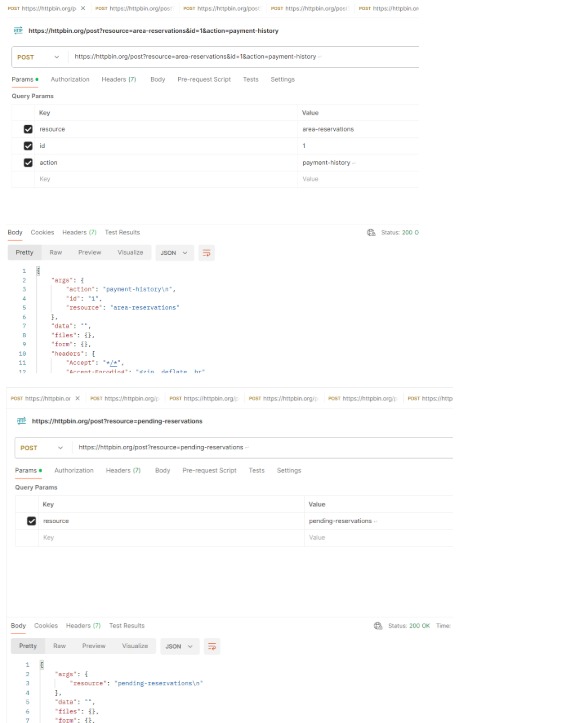 POST https://httpbin.org/p × POST https://httpbin.org/pos POST https://httpbin.org/pos POST https://httpbin.org/post POST https://httpbin.or
HTTP https://httpbin.org/post?resource=area-reservations&id=1&action=payment-history
POST https://httpbin.org/post?resource=area-reservations&id=1&action=payment-history
Params Authorization Headers (7) Body Pre-request Script Tests Settings
Query Params
Key Value
resource area-reservations
id 1
action payment-history
Key Value
Body Cookies Headers (7) Test Results Status: 200 O
Pretty Raw Preview Visualize JSON
1 {
2 "args": {
3 "action": "payment-history\n",
4 "id": "1",
5 "resource": "area-reservations"
6 },
7 "data": "",
8 "files": {},
9 "form": {},
10 "headers": {
11 "Accept": "*/*",
12 "Accept-Encoding": "gzip, deflate, br",
POST https://httpbin.or × POST https://httpbin.org/p POST https://httpbin.org/p POST https://httpbin.org/p POST https://httpbin.org/p POST https://http
HTTP https://httpbin.org/post?resource=pending-reservations
POST https://httpbin.org/post?resource=pending-reservations
Params Authorization Headers (7) Body Pre-request Script Tests Settings
Query Params
Key Value
resource pending-reservations
Key Value
Body Cookies Headers (7) Test Results Status: 200 OK Time:
Pretty Raw Preview Visualize JSON
1 {
2 "args": {
3 "resource": "pending-reservations\n"
4 },
5 "data": "",
6 "files": {},
7 "form": {},